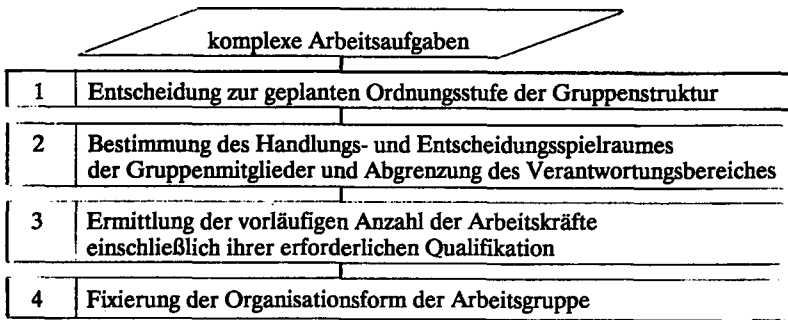 komplexe Arbeitsaufgaben
1 Entscheidung zur geplanten Ordnungsstufe der Gruppenstruktur
2 Bestimmung des Handlungs- und Entscheidungsspielraumes
der Gruppenmitglieder und Abgrenzung des Verantwortungsbereiches
3 Ermittlung der vorläufigen Anzahl der Arbeitskräfte
einschließlich ihrer erforderlichen Qualifikation
4 Fixierung der Organisationsform der Arbeitsgruppe